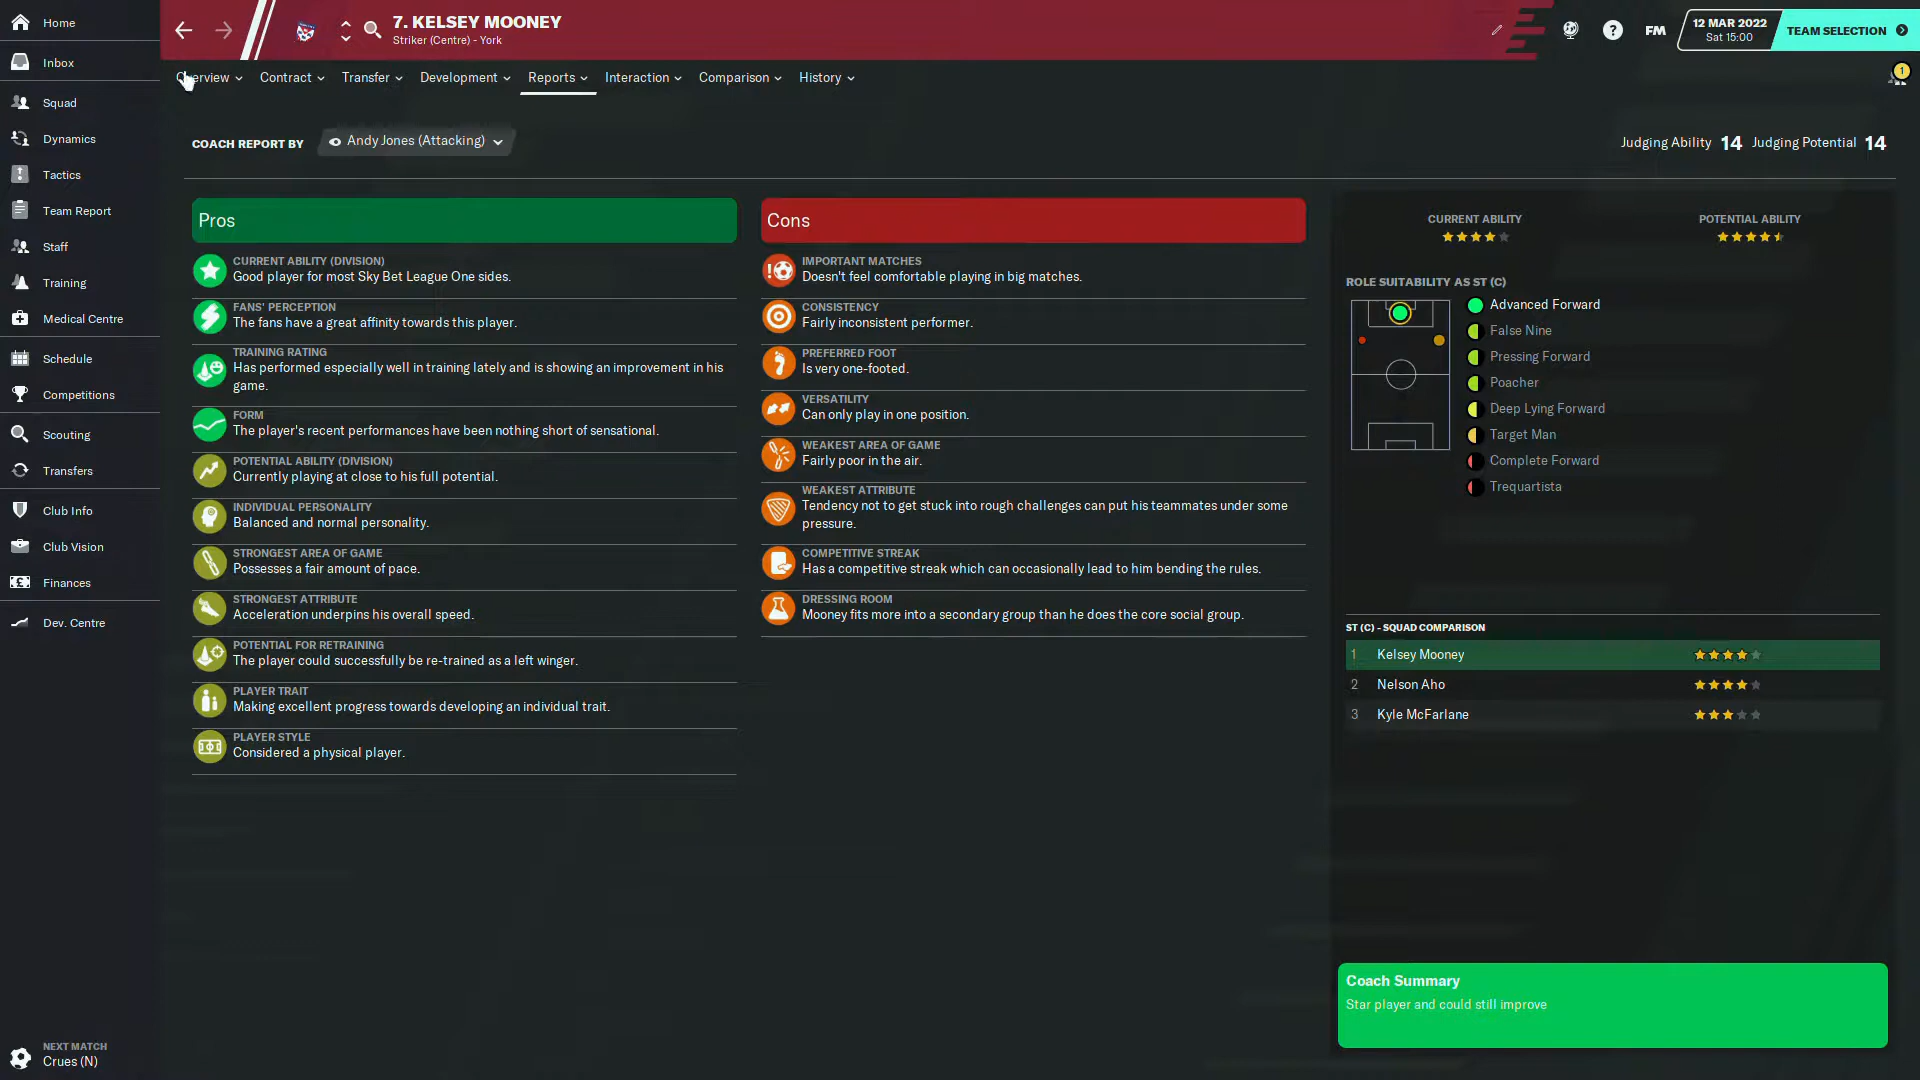 Home
Inbox
Squad
Dynamics
Tactics
Team Report
Staff
Training
Medical Centre
Schedule
Competitions
Scouting
Transfers
Club Info
Club Vision
Finances
Dev. Centre
NEXT MATCH
Crues (N)
7. KELSEY MOONEY
Striker (Centre) - York
?
FM
12 MAR 2022
Sat 15:00
TEAM SELECTION
Overview Contract Transfer Development Reports Interaction Comparison History
1
COACH REPORT BY Andy Jones (Attacking)
Judging Ability 14 Judging Potential 14
Pros
CURRENT ABILITY (DIVISION)
Good player for most Sky Bet League One sides.
FANS' PERCEPTION
The fans have a great affinity towards this player.
TRAINING RATING
Has performed especially well in training lately and is showing an improvement in his
game.
FORM
The player's recent performances have been nothing short of sensational.
POTENTIAL ABILITY (DIVISION)
Currently playing at close to his full potential.
INDIVIDUAL PERSONALITY
Balanced and normal personality.
STRONGEST AREA OF GAME
Possesses a fair amount of pace.
STRONGEST ATTRIBUTE
Acceleration underpins his overall speed.
POTENTIAL FOR RETRAINING
The player could successfully be re-trained as a left winger.
PLAYER TRAIT
Making excellent progress towards developing an individual trait.
PLAYER STYLE
Considered a physical player.
Cons
IMPORTANT MATCHES
Doesn't feel comfortable playing in big matches.
CONSISTENCY
Fairly inconsistent performer.
PREFERRED FOOT
Is very one-footed.
VERSATILITY
Can only play in one position.
WEAKEST AREA OF GAME
Fairly poor in the air.
WEAKEST ATTRIBUTE
Tendency not to get stuck into rough challenges can put his teammates under some
pressure.
COMPETITIVE STREAK
Has a competitive streak which can occasionally lead to him bending the rules.
DRESSING ROOM
Mooney fits more into a secondary group than he does the core social group.
CURRENT ABILITY
POTENTIAL ABILITY
ROLE SUITABILITY AS ST (C)
Advanced Forward
False Nine
Pressing Forward
Poacher
Deep Lying Forward
Target Man
Complete Forward
Trequartista
ST (C) - SQUAD COMPARISON
1 Kelsey Mooney
2 Nelson Aho
3 Kyle McFarlane
Coach Summary
Star player and could still improve